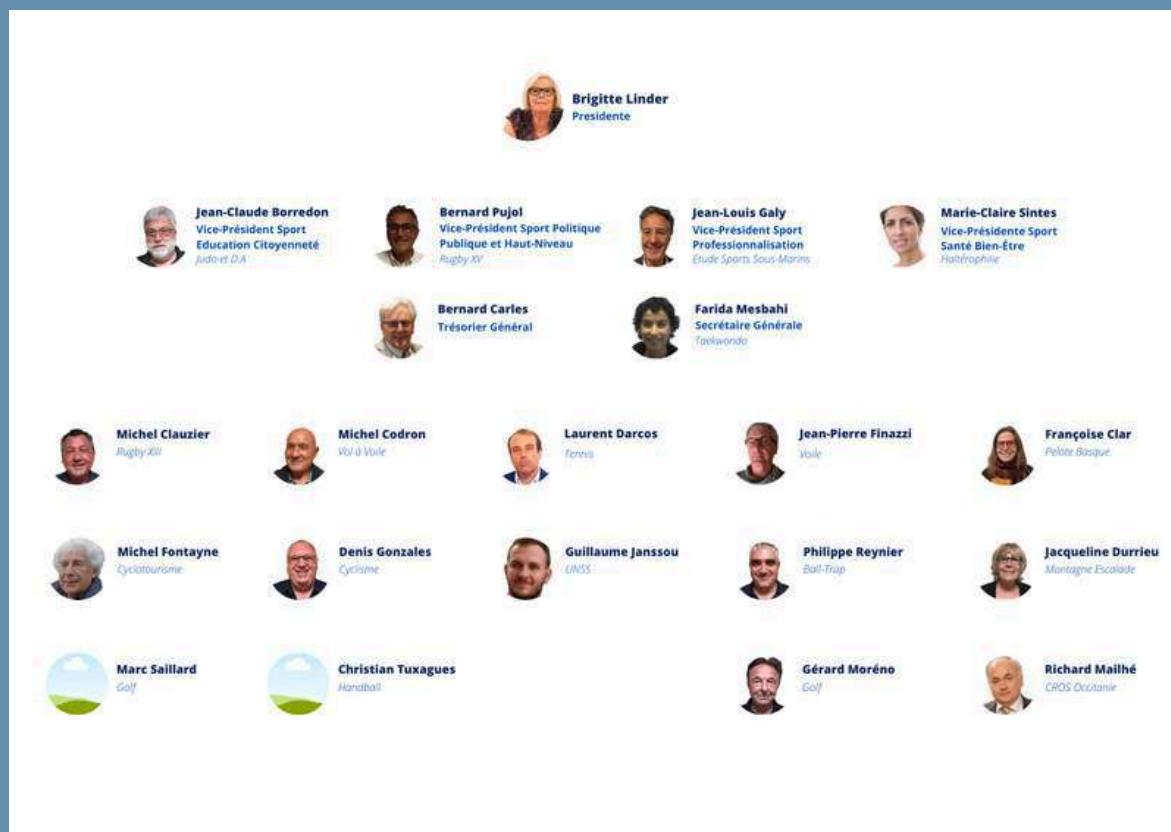 Brigitte Linder
Presidente
Jean-Claude Borredon
Vice-Président Sport
Education Citoyenneté
Judo et D.A
Bernard Pujol
Vice-Président Sport Politique
Publique et Haut-Niveau
Rugby XV
Jean-Louis Galy
Vice-Président Sport
Professionnalisation
Etude Sports Sous-Marins
Marie-Claire Sintes
Vice-Présidente Sport
Santé Bien-Être
Haltérophilie
Bernard Carles
Trésorier Général
Farida Mesbahi
Secrétaire Générale
Taekwondo
Michel Clauzier
Rugby XIII
Michel Codron
Vol à Voile
Laurent Darcos
Tennis
Jean-Pierre Finazzi
Voile
Françoise Clar
Pelote Basque
Michel Fontayne
Cyclotourisme
Denis Gonzales
Cyclisme
Guillaume Janssou
UNSS
Philippe Reynier
Ball-Trap
Jacqueline Durrieu
Montagne Escalade
Marc Saillard
Golf
Christian Tuxagues
Handball
Gérard Moréno
Golf
Richard Mailhé
CROS Occitanie